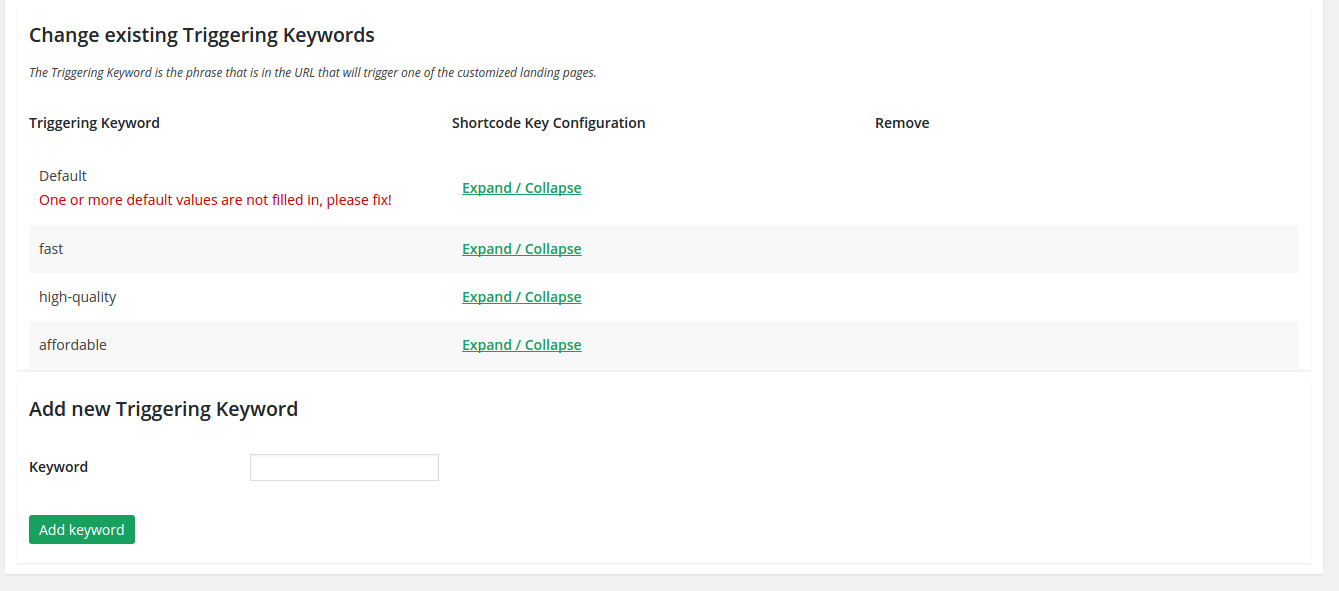 Change existing Triggering Keywords
The Triggering Keyword is the phrase that is in the URL that will trigger one of the customized landing pages.
Triggering Keyword Shortcode Key Configuration Remove
Default
One or more default values are not filled in, please fix!
Expand / Collapse
fast Expand / Collapse
high-quality Expand / Collapse
affordable Expand / Collapse
Add new Triggering Keyword
Keyword
Add keyword